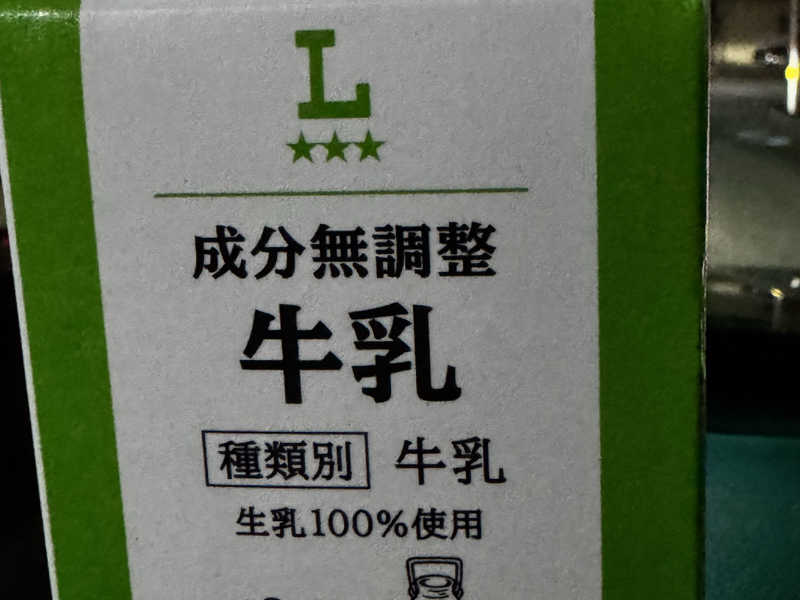 L
★★★
成分無調整
牛乳
種類別 牛乳
生乳100%使用